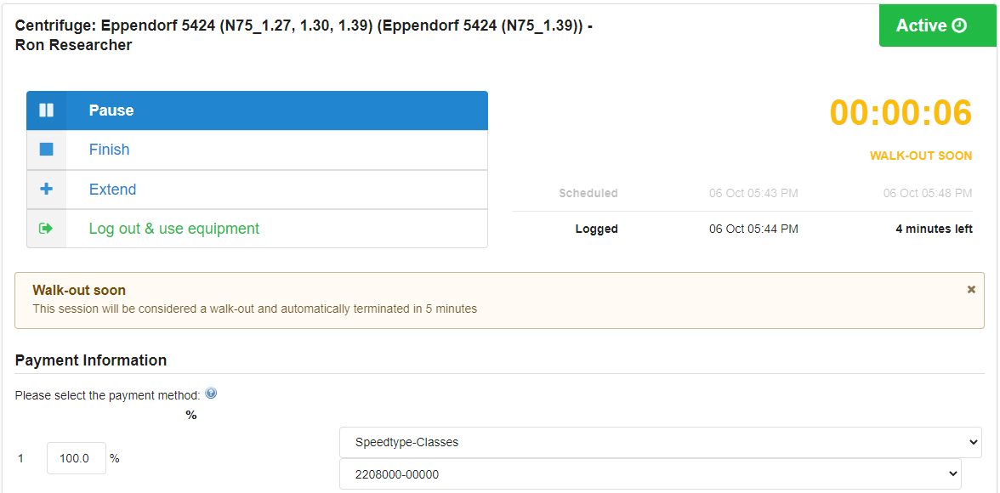 Centrifuge: Eppendorf 5424 (N75_1.27, 1.30, 1.39) (Eppendorf 5424 (N75_1.39)) -
Ron Researcher
Active
Pause
Finish
Extend
Log out & use equipment
00:00:06
WALK-OUT SOON
Scheduled 06 Oct 05:43 PM 06 Oct 05:48 PM
Logged 06 Oct 05:44 PM 4 minutes left
Walk-out soon
This session will be considered a walk-out and automatically terminated in 5 minutes
Payment Information
Please select the payment method:
%
Speedtype-Classes
1 100.0 %
2208000-00000